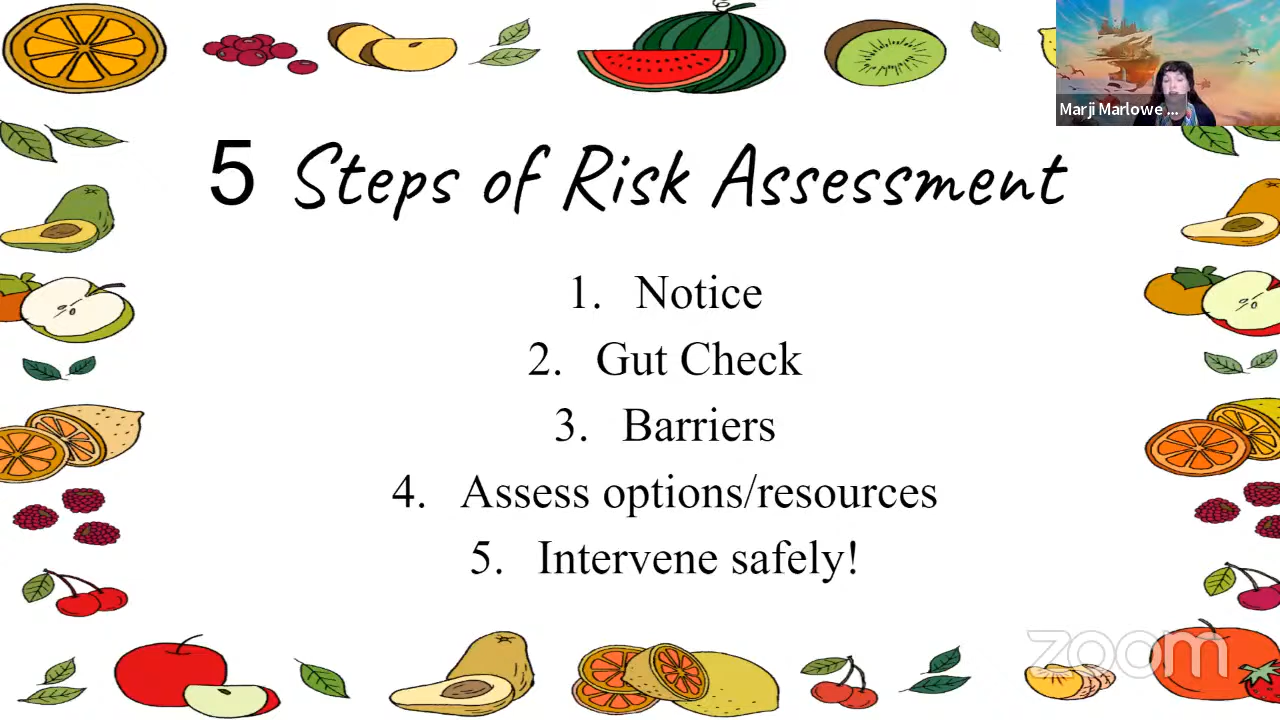 Marji Marlowe ...
5 Steps of Risk Assessment
1. Notice
2. Gut Check
3. Barriers
4. Assess options/resources
5. Intervene safely!
zoom